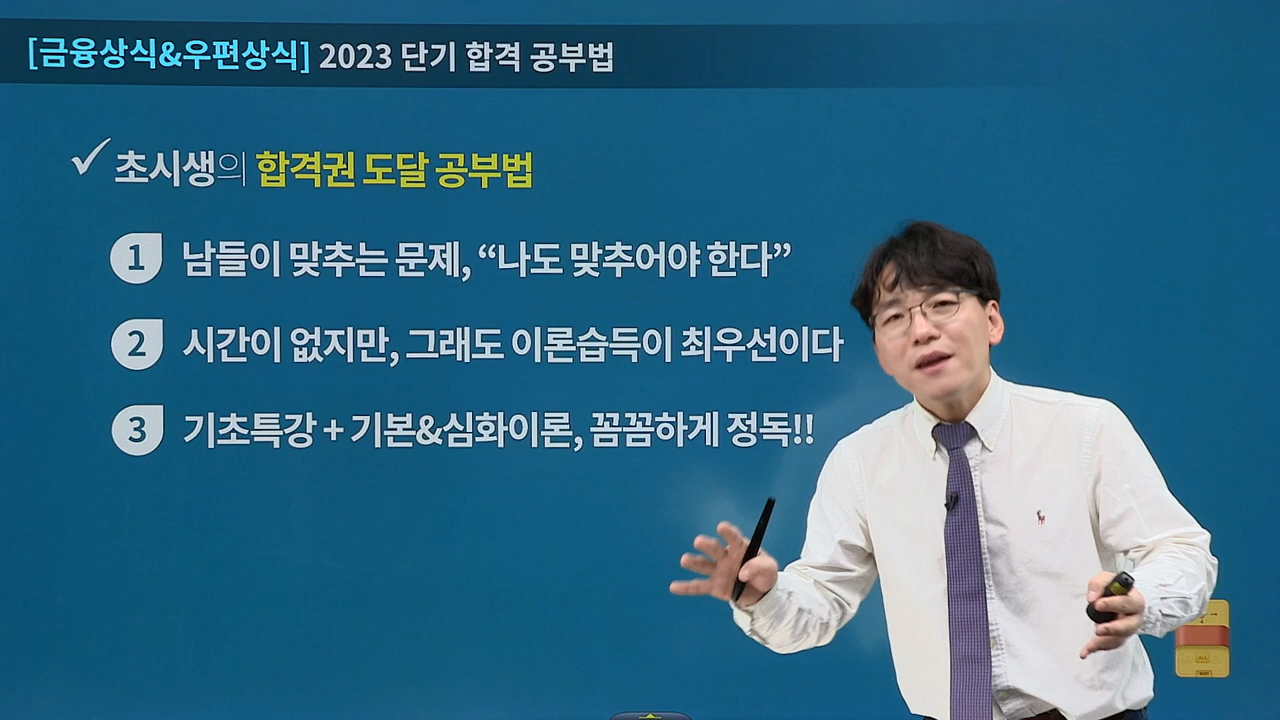 [금융상식&우편상식] 2023 단기 합격 공부법
초시생의 합격권 도달 공부법
1 남들이 맞추는 문제, “나도 맞추어야 한다”
2 시간이 없지만, 그래도 이론습득이 최우선이다
3 기초특강 + 기본&심화이론, 꼼꼼하게 정독!!